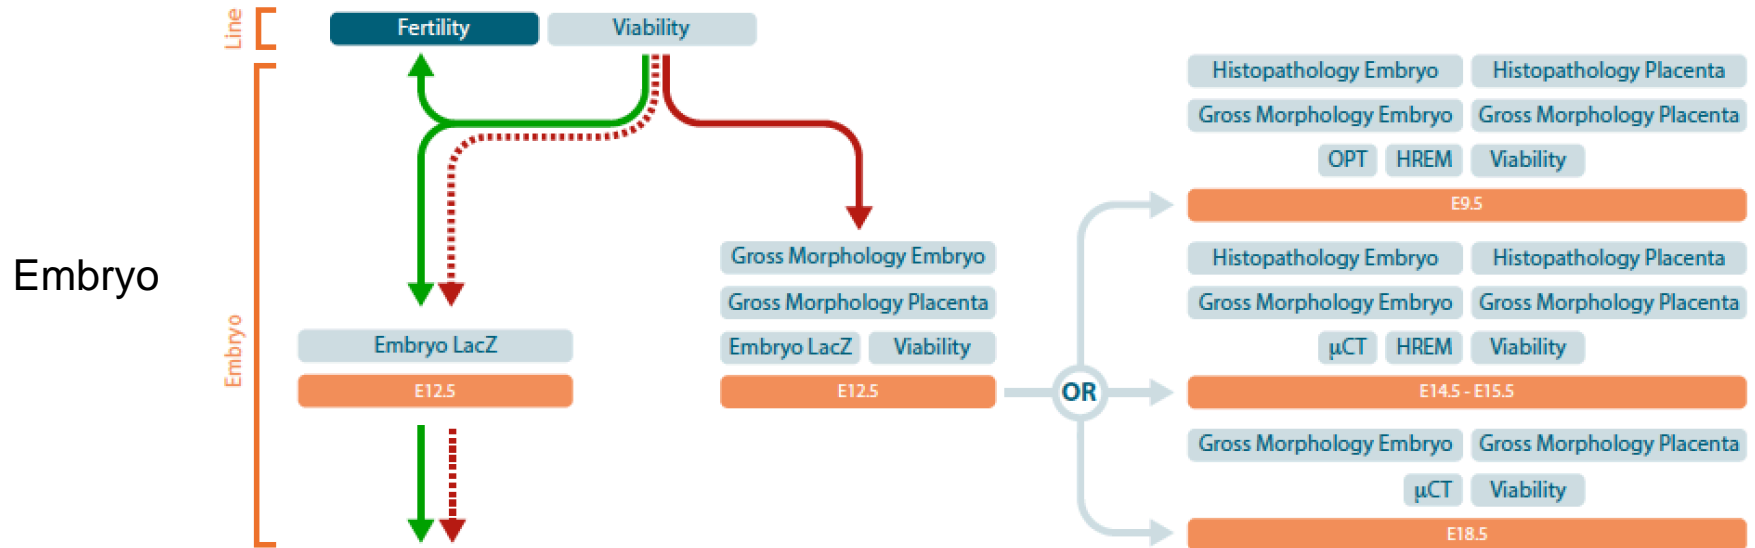 Line
Fertility
Viability
Embryo
Embryo
Embryo LacZ
E12.5
Gross Morphology Embryo
Gross Morphology Placenta
Embryo LacZ Viability
E12.5
OR
Histopathology Embryo Histopathology Placenta
Gross Morphology Embryo Gross Morphology Placenta
OPT HREM Viability
E9.5
Histopathology Embryo Histopathology Placenta
Gross Morphology Embryo Gross Morphology Placenta
μCT HREM Viability
E14.5 - E15.5
Gross Morphology Embryo Gross Morphology Placenta
μCT Viability
E18.5